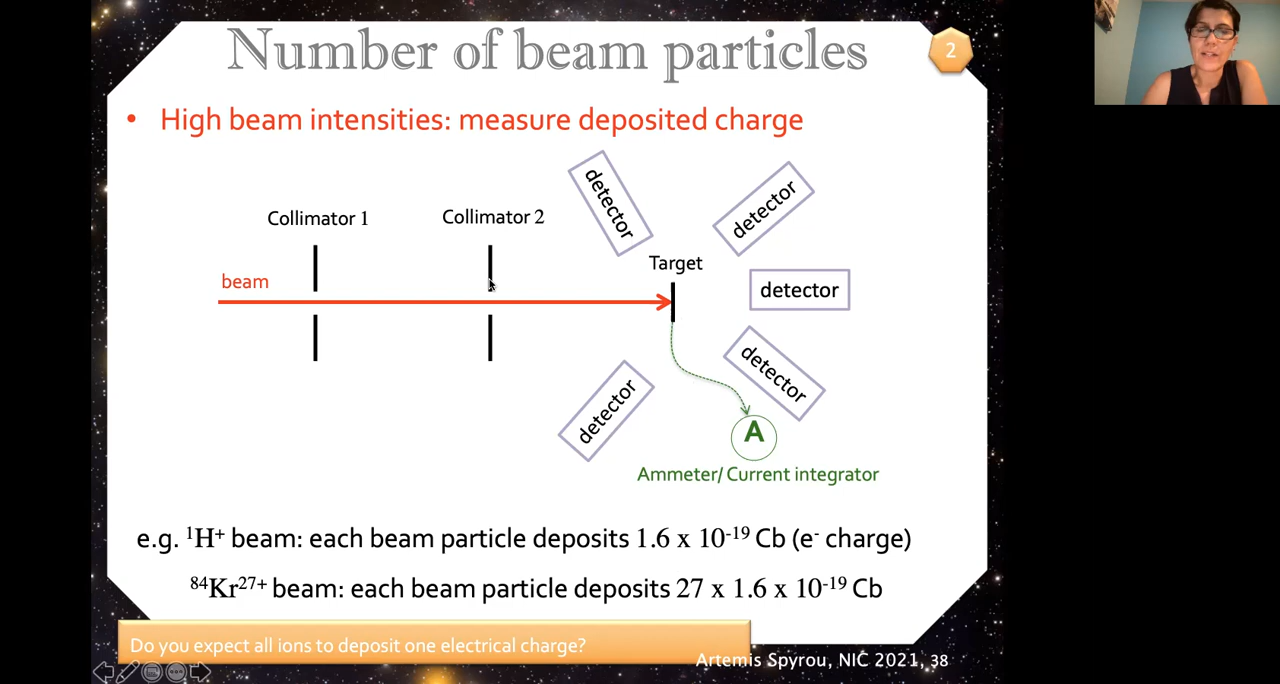 Number of beam particles
2
• High beam intensities: measure deposited charge
detector
detector
Collimator 1
Collimator 2
Target
beam
detector
detector
detector
A
Ammeter/ Current integrator
e.g. ¹H⁺ beam: each beam particle deposits 1.6 x 10⁻¹⁹ Cb (e⁻ charge)
⁸⁴Kr²⁷⁺ beam: each beam particle deposits 27 x 1.6 x 10⁻¹⁹ Cb
Do you expect all ions to deposit one electrical charge?
Artemis Spyrou, NIC 2021, 38